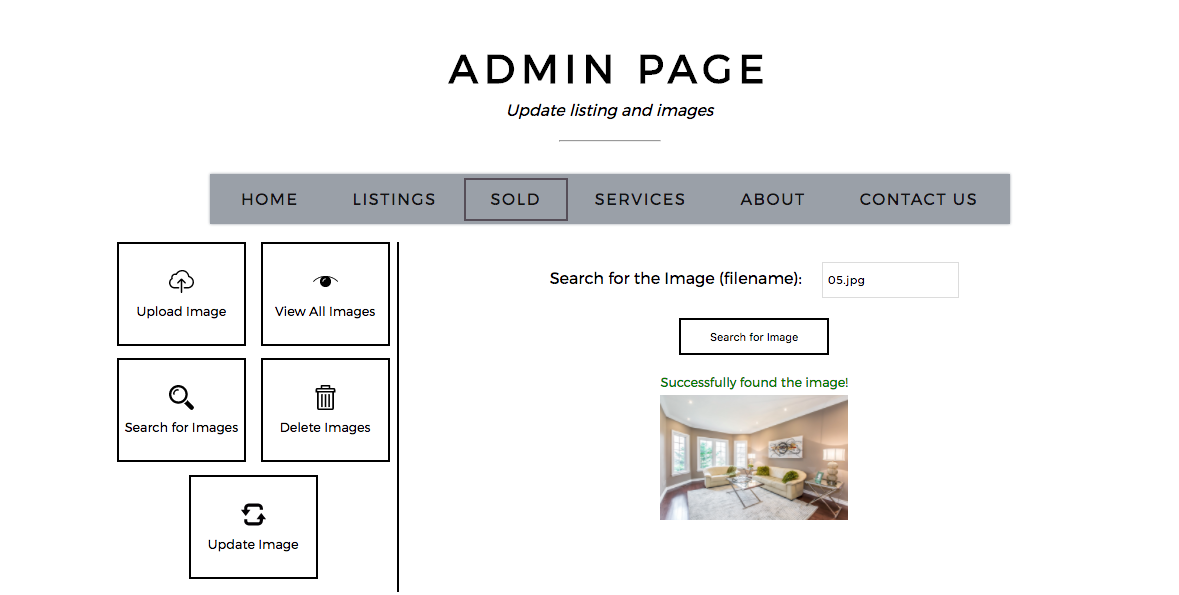 ADMIN PAGE
Update listing and images
HOME LISTINGS SOLD SERVICES ABOUT CONTACT US
Upload Image
View All Images
Search for Images
Delete Images
Update Image
Search for the Image (filename): 05.jpg
Search for Image
Successfully found the image!